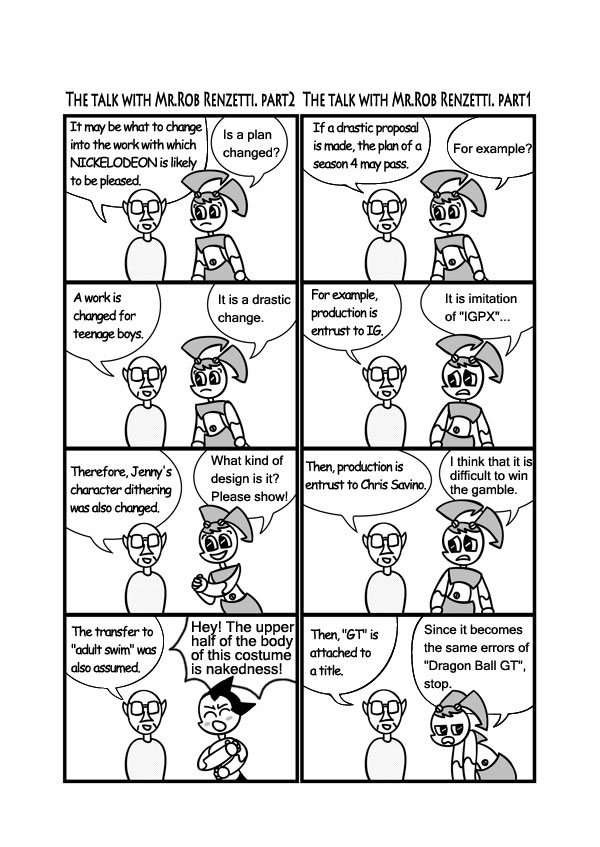 THE TALK WITH MR.ROB RENZETTI. PART1
If a drastic proposal
is made, the plan of a
season 4 may pass.
For example?
For example,
production is
entrust to IG.
It is imitation
of "IGPX"...
Then, production is
entrust to Chris Savino.
I think that it is
difficult to win
the gamble.
Then, "GT" is
attached to
a title.
Since it becomes
the same errors of
"Dragon Ball GT",
stop.
THE TALK WITH MR.ROB RENZETTI. PART2
It may be what to change
into the work with which
NICKELODEON is likely
to be pleased.
Is a plan
changed?
A work is
changed for
teenage boys.
It is a drastic
change.
Therefore, Jenny's
character dithering
was also changed.
What kind of
design is it?
Please show!
The transfer to
"adult swim" was
also assumed.
Hey! The upper
half of the body
of this costume
is nakedness!